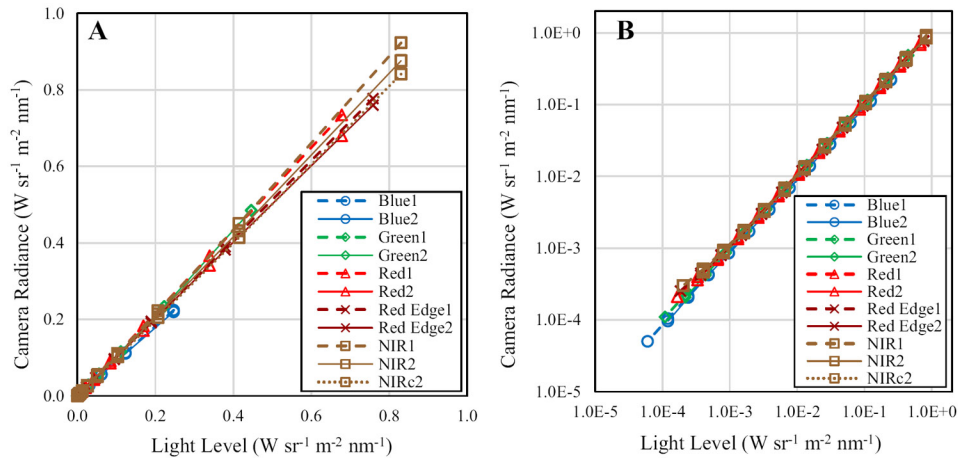 A
Camera Radiance (W sr-1 m-2 nm-1)
1.0
0.8
0.6
0.4
0.2
0.0
0.0 0.2 0.4 0.6 0.8 1.0
Light Level (W sr-1 m-2 nm-1)
Blue1
Blue2
Green1
Green2
Red1
Red2
Red Edge1
Red Edge2
NIR1
NIR2
NIRc2
B
Camera Radiance (W sr-1 m-2 nm-1)
1.0E+0
1.0E-1
1.0E-2
1.0E-3
1.0E-4
1.0E-5
1.0E-5 1.0E-4 1.0E-3 1.0E-2 1.0E-1 1.0E+0
Light Level (W sr-1 m-2 nm-1)
Blue1
Blue2
Green1
Green2
Red1
Red2
Red Edge1
Red Edge2
NIR1
NIR2
NIRc2